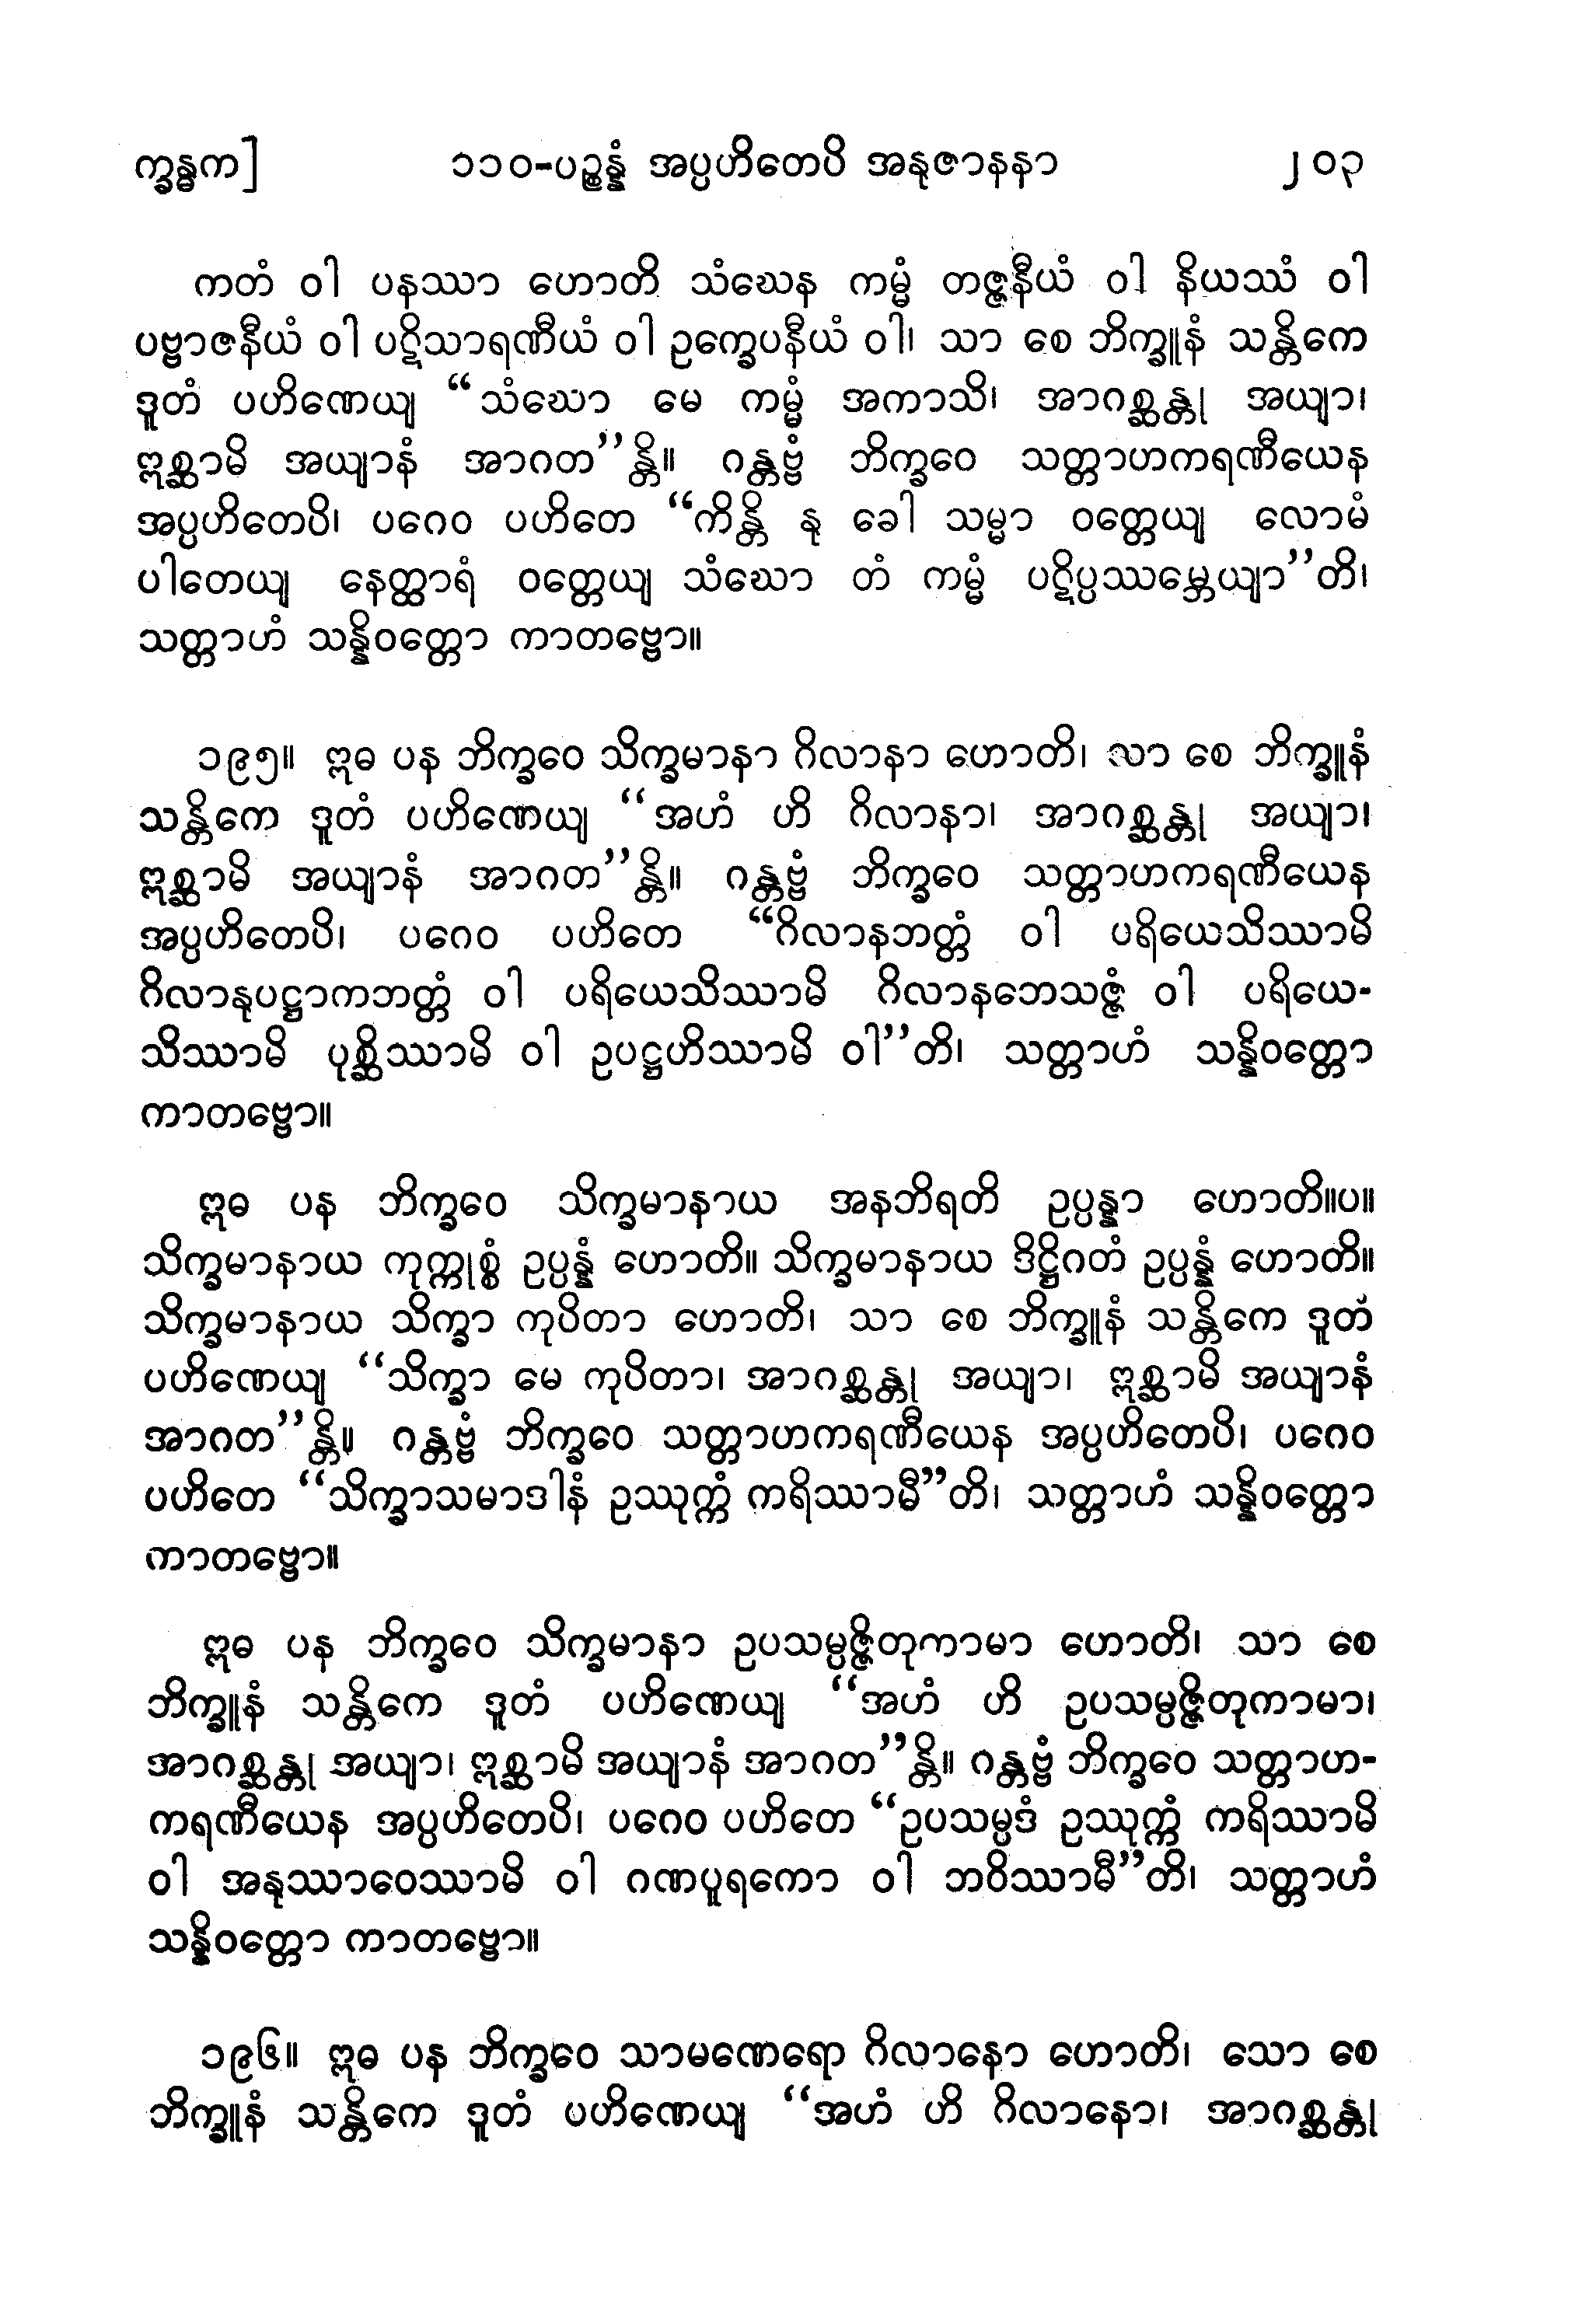 က္ခန္ဓက] ၁၁၀-ပဉ္စန္နံ အပ္ပဟိတေပိ အနုဇာနနာ ၂၀၃
ကတံ ဝါ ပနဿာ ဟောတိ သံဃေန ကမ္မံ တဇ္ဇနီယံ ဝါ နိယဿံ ဝါ
ပဗ္ဗာဇနီယံ ဝါ ပဋိသာရဏီယံ ဝါ ဥက္ခေပနီယံ ဝါ၊ သာ စေ ဘိက္ခူနံ သန္တိကေ
ဒူတံ ပဟိဏေယျ “သံဃော မေ ကမ္မံ အကာသိ၊ အာဂစ္ဆန္တု အယျာ၊
ဣစ္ဆာမိ အယျာနံ အာဂတ”န္တိ။ ဂန္တဗ္ဗံ ဘိက္ခဝေ သတ္တာဟကရဏီယေန
အပ္ပဟိတေပိ၊ ပဂေဝ ပဟိတေ “ကိန္တိ နု ခေါ သမ္မာ ဝတ္တေယျ လောမံ
ပါတေယျ နေတ္ထာရံ ဝတ္တေယျ သံဃော တံ ကမ္မံ ပဋိပ္ပဿမ္ဘေယျာ”တိ၊
သတ္တာဟံ သန္နိဝတ္တော ကာတဗ္ဗော။
၁၉၅။ ဣဓ ပန ဘိက္ခဝေ သိက္ခမာနာ ဂိလာနာ ဟောတိ၊ သာ စေ ဘိက္ခူနံ
သန္တိကေ ဒူတံ ပဟိဏေယျ “အဟံ ဟိ ဂိလာနာ၊ အာဂစ္ဆန္တု အယျာ၊
ဣစ္ဆာမိ အယျာနံ အာဂတ”န္တိ။ ဂန္တဗ္ဗံ ဘိက္ခဝေ သတ္တာဟကရဏီယေန
အပ္ပဟိတေပိ၊ ပဂေဝ ပဟိတေ “ဂိလာနဘတ္တံ ဝါ ပရိယေသိဿာမိ
ဂိလာနုပဋ္ဌာကဘတ္တံ ဝါ ပရိယေသိဿာမိ ဂိလာနဘေသဇ္ဇံ ဝါ ပရိယေ-
သိဿာမိ ပုစ္ဆိဿာမိ ဝါ ဥပဋ္ဌဟိဿာမိ ဝါ”တိ၊ သတ္တာဟံ သန္နိဝတ္တော
ကာတဗ္ဗော။
ဣဓ ပန ဘိက္ခဝေ သိက္ခမာနာယ အနဘိရတိ ဥပ္ပန္နာ ဟောတိ။ပ။
သိက္ခမာနာယ ကုက္ကုစ္စံ ဥပ္ပန္နံ ဟောတိ။ သိက္ခမာနာယ ဒိဋ္ဌိဂတံ ဥပ္ပန္နံ ဟောတိ။
သိက္ခမာနာယ သိက္ခာ ကုပိတာ ဟောတိ၊ သာ စေ ဘိက္ခူနံ သန္တိကေ ဒူတံ
ပဟိဏေယျ “သိက္ခာ မေ ကုပိတာ၊ အာဂစ္ဆန္တု အယျာ၊ ဣစ္ဆာမိ အယျာနံ
အာဂတ”န္တိ။ ဂန္တဗ္ဗံ ဘိက္ခဝေ သတ္တာဟကရဏီယေန အပ္ပဟိတေပိ၊ ပဂေဝ
ပဟိတေ “သိက္ခာသမာဒါနံ ဥဿုက္ကံ ကရိဿာမီ”တိ၊ သတ္တာဟံ သန္နိဝတ္တော
ကာတဗ္ဗော။
ဣဓ ပန ဘိက္ခဝေ သိက္ခမာနာ ဥပသမ္ပဇ္ဇိတုကာမာ ဟောတိ၊ သာ စေ
ဘိက္ခူနံ သန္တိကေ ဒူတံ ပဟိဏေယျ “အဟံ ဟိ ဥပသမ္ပဇ္ဇိတုကာမာ၊
အာဂစ္ဆန္တု အယျာ၊ ဣစ္ဆာမိ အယျာနံ အာဂတ”န္တိ။ ဂန္တဗ္ဗံ ဘိက္ခဝေ သတ္တာဟ-
ကရဏီယေန အပ္ပဟိတေပိ၊ ပဂေဝ ပဟိတေ “ဥပသမ္ပဒံ ဥဿုက္ကံ ကရိဿာမိ
ဝါ အနုဿာဝေဿာမိ ဝါ ဂဏပူရကော ဝါ ဘဝိဿာမီ”တိ၊ သတ္တာဟံ
သန္နိဝတ္တော ကာတဗ္ဗော။
၁၉၆။ ဣဓ ပန ဘိက္ခဝေ သာမဏေရော ဂိလာနော ဟောတိ၊ သော စေ
ဘိက္ခူနံ သန္တိကေ ဒူတံ ပဟိဏေယျ “အဟံ ဟိ ဂိလာနော၊ အာဂစ္ဆန္တု